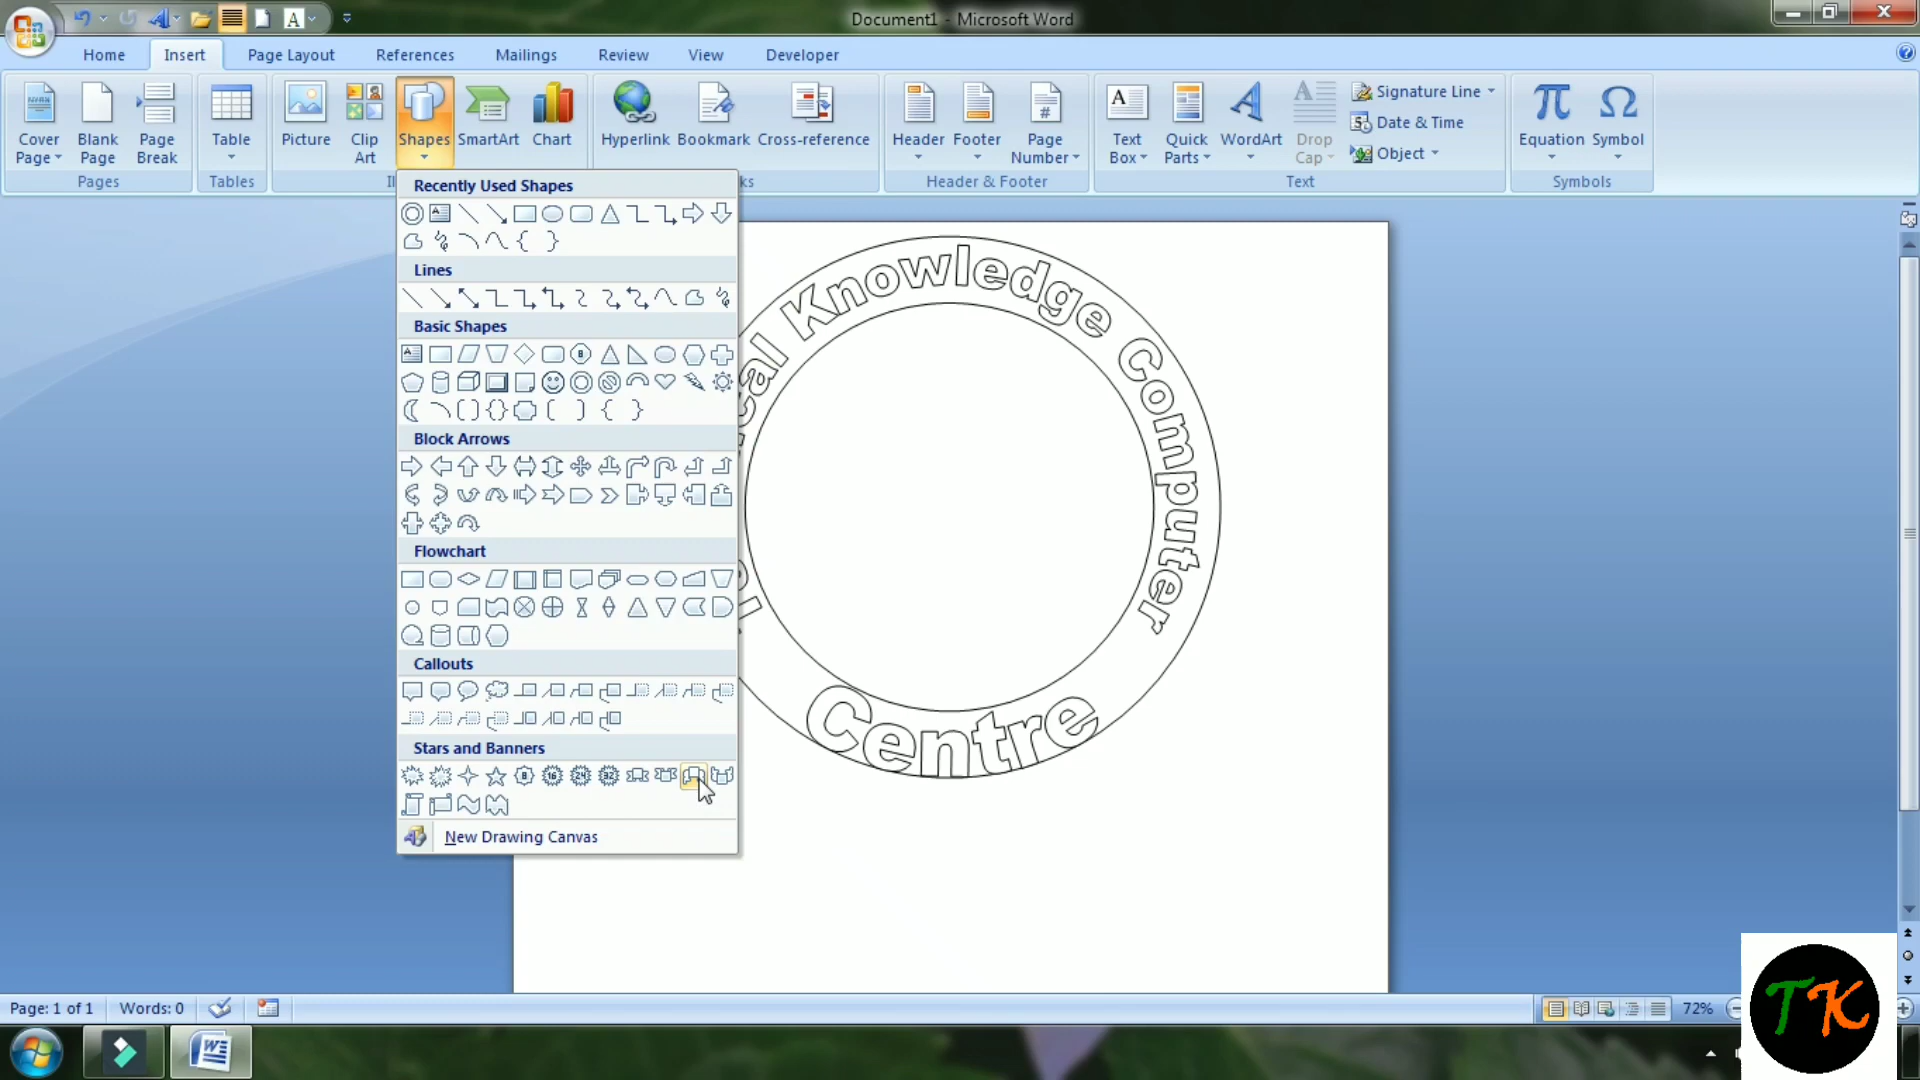 Document1 - Microsoft Word
Home Insert Page Layout References Mailings Review View Developer
Cover Page Blank Page Page Break Table Picture Clip Art Shapes SmartArt Chart Hyperlink Bookmark Cross-reference Header Footer Page Number Text Box Quick Parts WordArt Drop Cap Signature Line Date & Time Object Equation Symbol
Pages Tables Header & Footer Text Symbols
Recently Used Shapes
Lines
Basic Shapes
Block Arrows
Flowchart
Callouts
Stars and Banners
New Drawing Canvas
Knowledge Computer
Centre
Page: 1 of 1 Words: 0 72%
TK